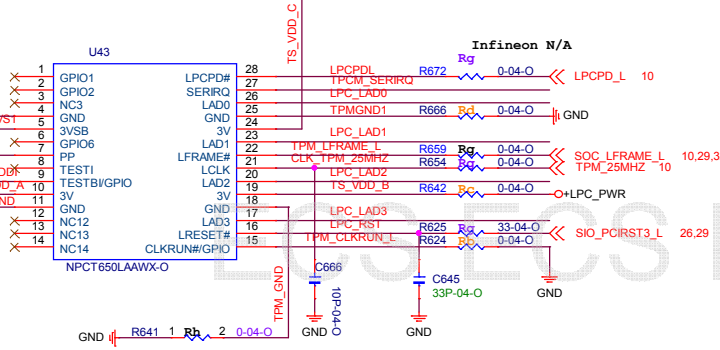 TS_VDD_C
Infineon N/A
U43
Rg
1 GPIO1 LPCPD# 28 LPCPDL R672 0-04-O LPCPD_L 10
2 GPIO2 SERIRQ 27 TPCM_SERIRQ
3 NC3 LAD0 26 LPC_LAD0
4 GND GND 25 TPMGND1 R666 Rd 0-04-O GND
5 3VSB 3V 24
6 GPIO6 LAD1 23 LPC_LAD1
7 PP LFRAME# 22 TPM_LFRAME_L R659 Rg 0-04-O SOC_LFRAME_L 10,29,3
8 TESTI LCLK 21 CLK_TPM_25MHZ R654 Rg 0-04-O TPM_25MHZ 10
9 TESTBI/GPIO LAD2 20 LPC_LAD2
10 3V 3V 19 TS_VDD_B R642 Rc 0-04-O +LPC_PWR
11 GND GND 18
12 NC12 LAD3 17 LPC_LAD3
13 NC13 LRESET# 16 LPC_RST R625 Rg 33-04-O SIO_PCIRST3_L 26,29
14 NC14 CLKRUN#/GPIO 15 TPM_CLKRUN_L R624 Rb 0-04-O
NPCT650LAAWX-O
TPM_GND
C666
10P-04-O
GND
C645
33P-04-O
GND
GND
GND R641 1 Rh 2 0-04-O